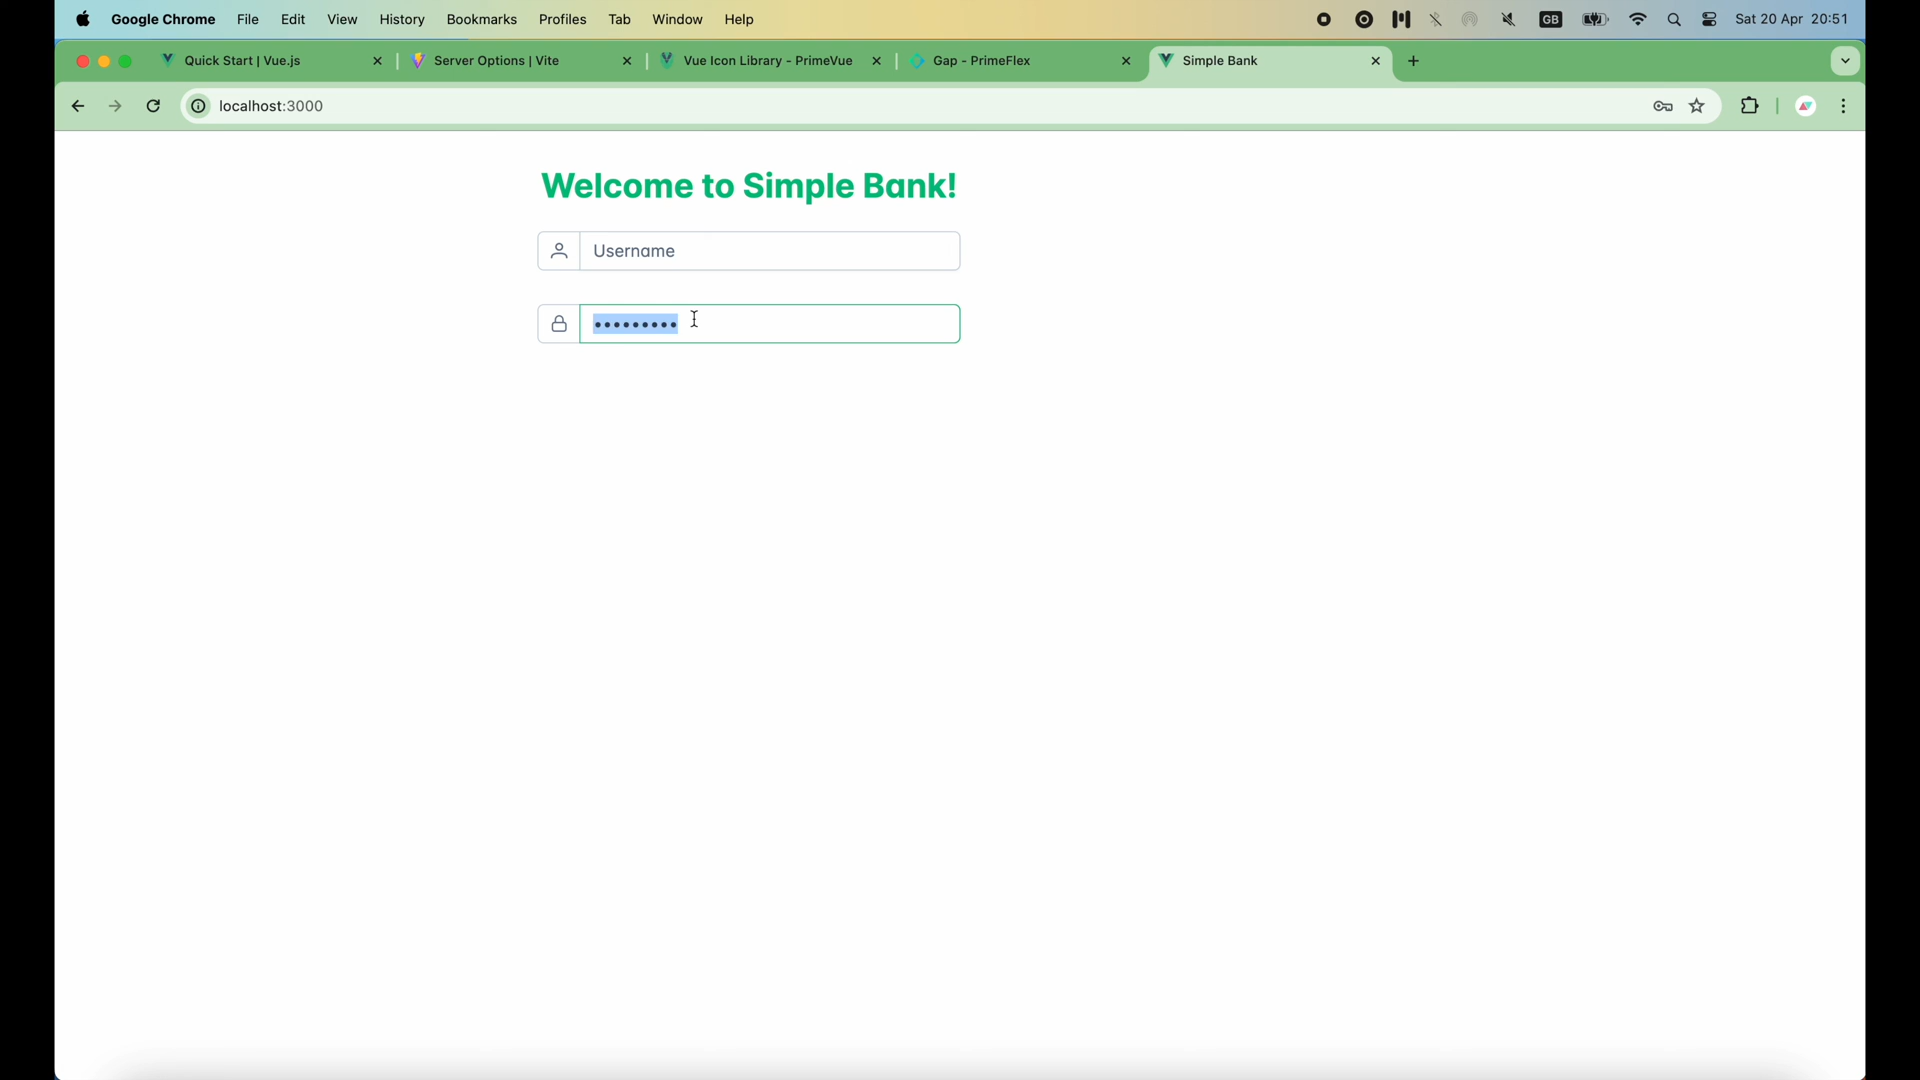 Google Chrome File Edit View History Bookmarks Profiles Tab Window Help GB Sat 20 Apr 20:51
Quick Start | Vue.js Server Options | Vite Vue Icon Library - PrimeVue Gap - PrimeFlex Simple Bank
localhost:3000
Welcome to Simple Bank!
Username
•••••••••